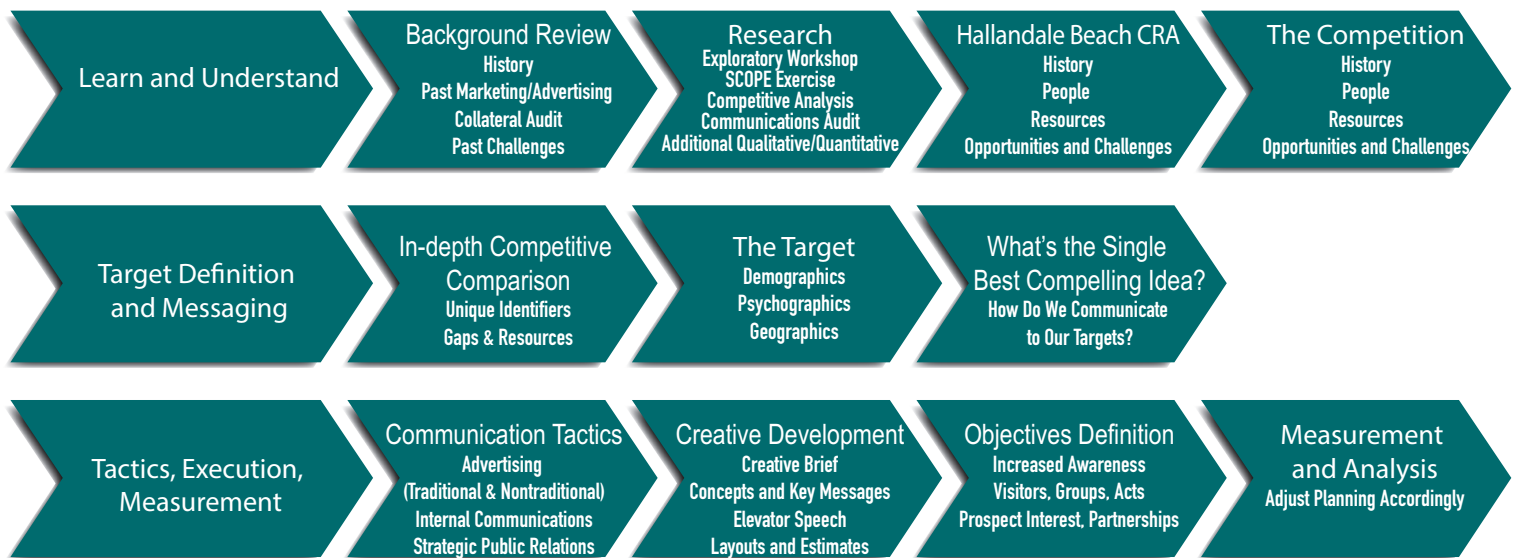 Learn and Understand
Background Review
History
Past Marketing/Advertising
Collateral Audit
Past Challenges
Research
Exploratory Workshop
SCOPE Exercise
Competitive Analysis
Communications Audit
Additional Qualitative/Quantitative
Hallandale Beach CRA
History
People
Resources
Opportunities and Challenges
The Competition
History
People
Resources
Opportunities and Challenges
Target Definition
and Messaging
In-depth Competitive
Comparison
Unique Identifiers
Gaps & Resources
The Target
Demographics
Psychographics
Geographics
What's the Single
Best Compelling Idea?
How Do We Communicate
to Our Targets?
Tactics, Execution,
Measurement
Communication Tactics
Advertising
(Traditional & Nontraditional)
Internal Communications
Strategic Public Relations
Creative Development
Creative Brief
Concepts and Key Messages
Elevator Speech
Layouts and Estimates
Objectives Definition
Increased Awareness
Visitors, Groups, Acts
Prospect Interest, Partnerships
Measurement
and Analysis
Adjust Planning Accordingly